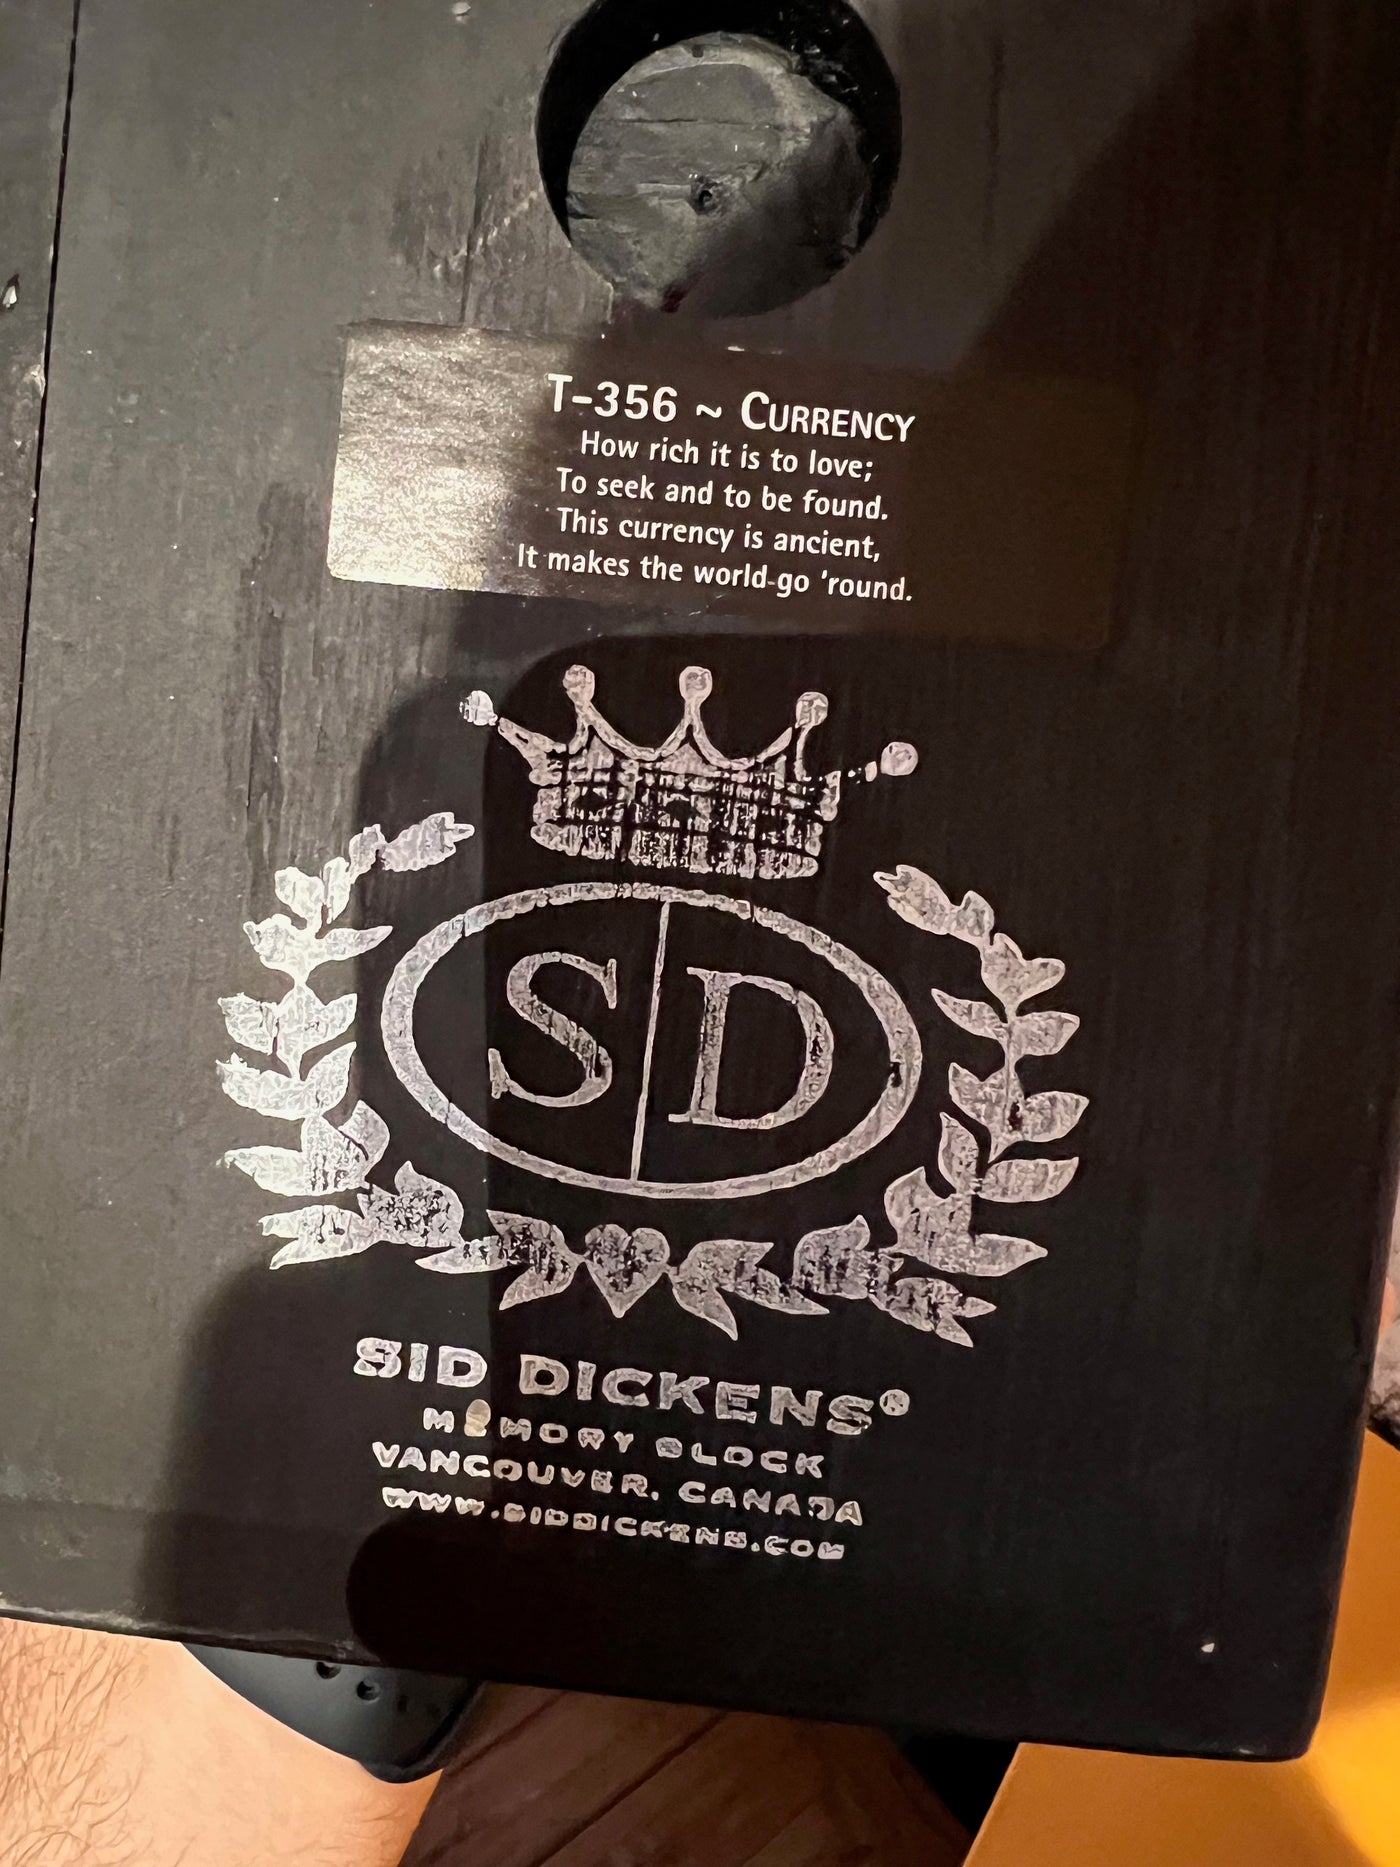 T-356 ~ CURRENCY
How rich it is to love;
To seek and to be found.
This currency is ancient,
It makes the world go 'round.
SD
SID DICKENS®
MEMORY BLOCK
VANCOUVER, CANADA
WWW.SIDDICKENS.COM